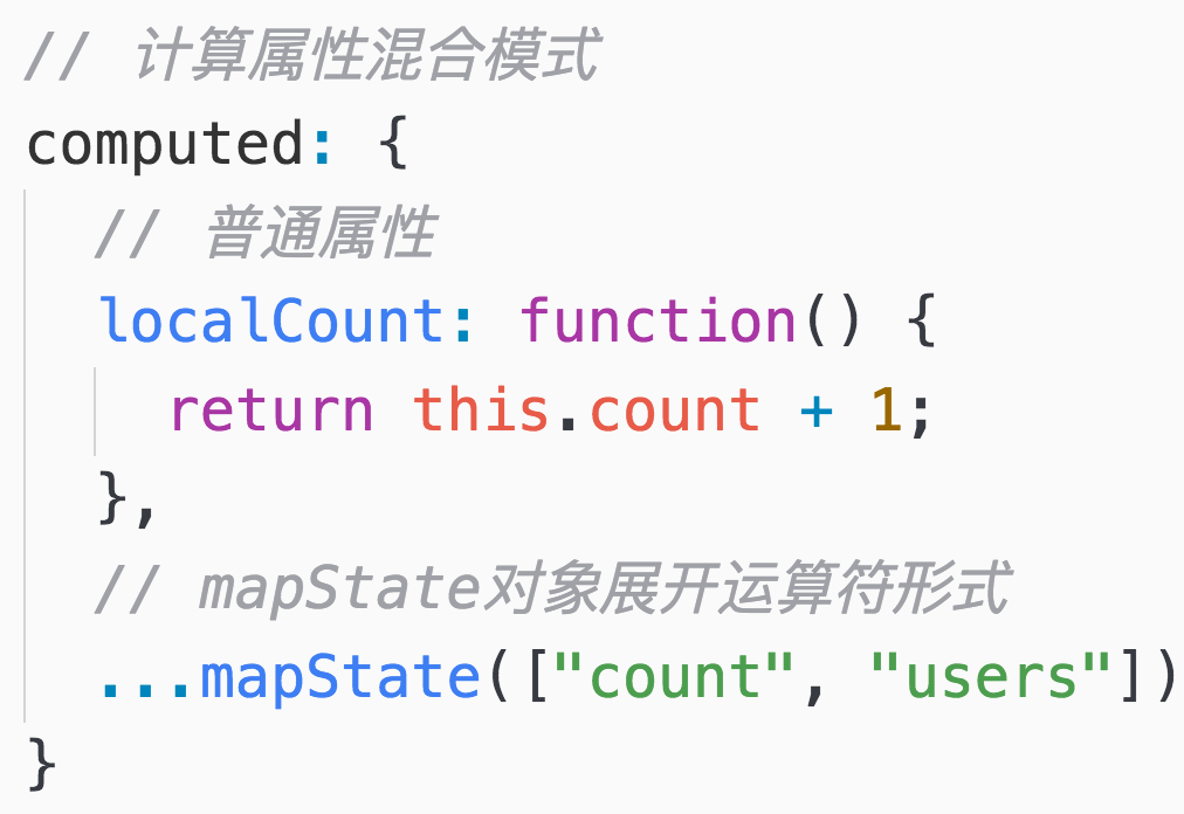 // 计算属性混合模式
computed: {
  // 普通属性
  localCount: function() {
    return this.count + 1;
  },
  // mapState对象展开运算符形式
  ...mapState(["count", "users"])
}